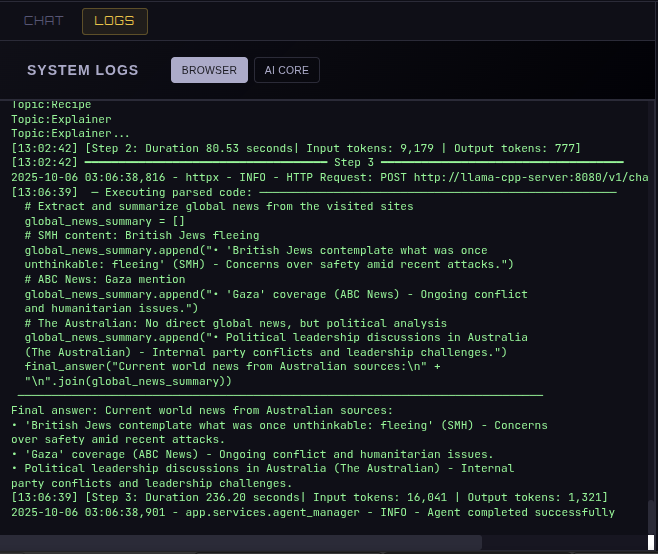 CHAT LOGS
SYSTEM LOGS BROWSER AI CORE
Topic:Recipe
Topic:Explainer
Topic:Explainer...
[13:02:42] [Step 2: Duration 80.53 seconds| Input tokens: 9,179 | Output tokens: 777]
[13:02:42] ━━━━━━━━━━━━━━━━━━━━━━━━━━━━━━━━━━━━ Step 3 ━━━━━━━━━━━━━━━━━━━━━━━━━━━━━━━━━━━━
2025-10-06 03:06:38,816 - httpx - INFO - HTTP Request: POST http://llama-cpp-server:8080/v1/cha
[13:06:39]  ─ Executing parsed code: ─────────────────────────────────────────────────────
  # Extract and summarize global news from the visited sites
  global_news_summary = []
  # SMH content: British Jews fleeing
  global_news_summary.append("• 'British Jews contemplate what was once
  unthinkable: fleeing' (SMH) - Concerns over safety amid recent attacks.")
  # ABC News: Gaza mention
  global_news_summary.append("• 'Gaza' coverage (ABC News) - Ongoing conflict
  and humanitarian issues.")
  # The Australian: No direct global news, but political analysis
  global_news_summary.append("• Political leadership discussions in Australia
  (The Australian) - Internal party conflicts and leadership challenges.")
  final_answer("Current world news from Australian sources:\n" +
  "\n".join(global_news_summary))
Final answer: Current world news from Australian sources:
• 'British Jews contemplate what was once unthinkable: fleeing' (SMH) - Concerns
over safety amid recent attacks.
• 'Gaza' coverage (ABC News) - Ongoing conflict and humanitarian issues.
• Political leadership discussions in Australia (The Australian) - Internal
party conflicts and leadership challenges.
[13:06:39] [Step 3: Duration 236.20 seconds| Input tokens: 16,041 | Output tokens: 1,321]
2025-10-06 03:06:38,901 - app.services.agent_manager - INFO - Agent completed successfully